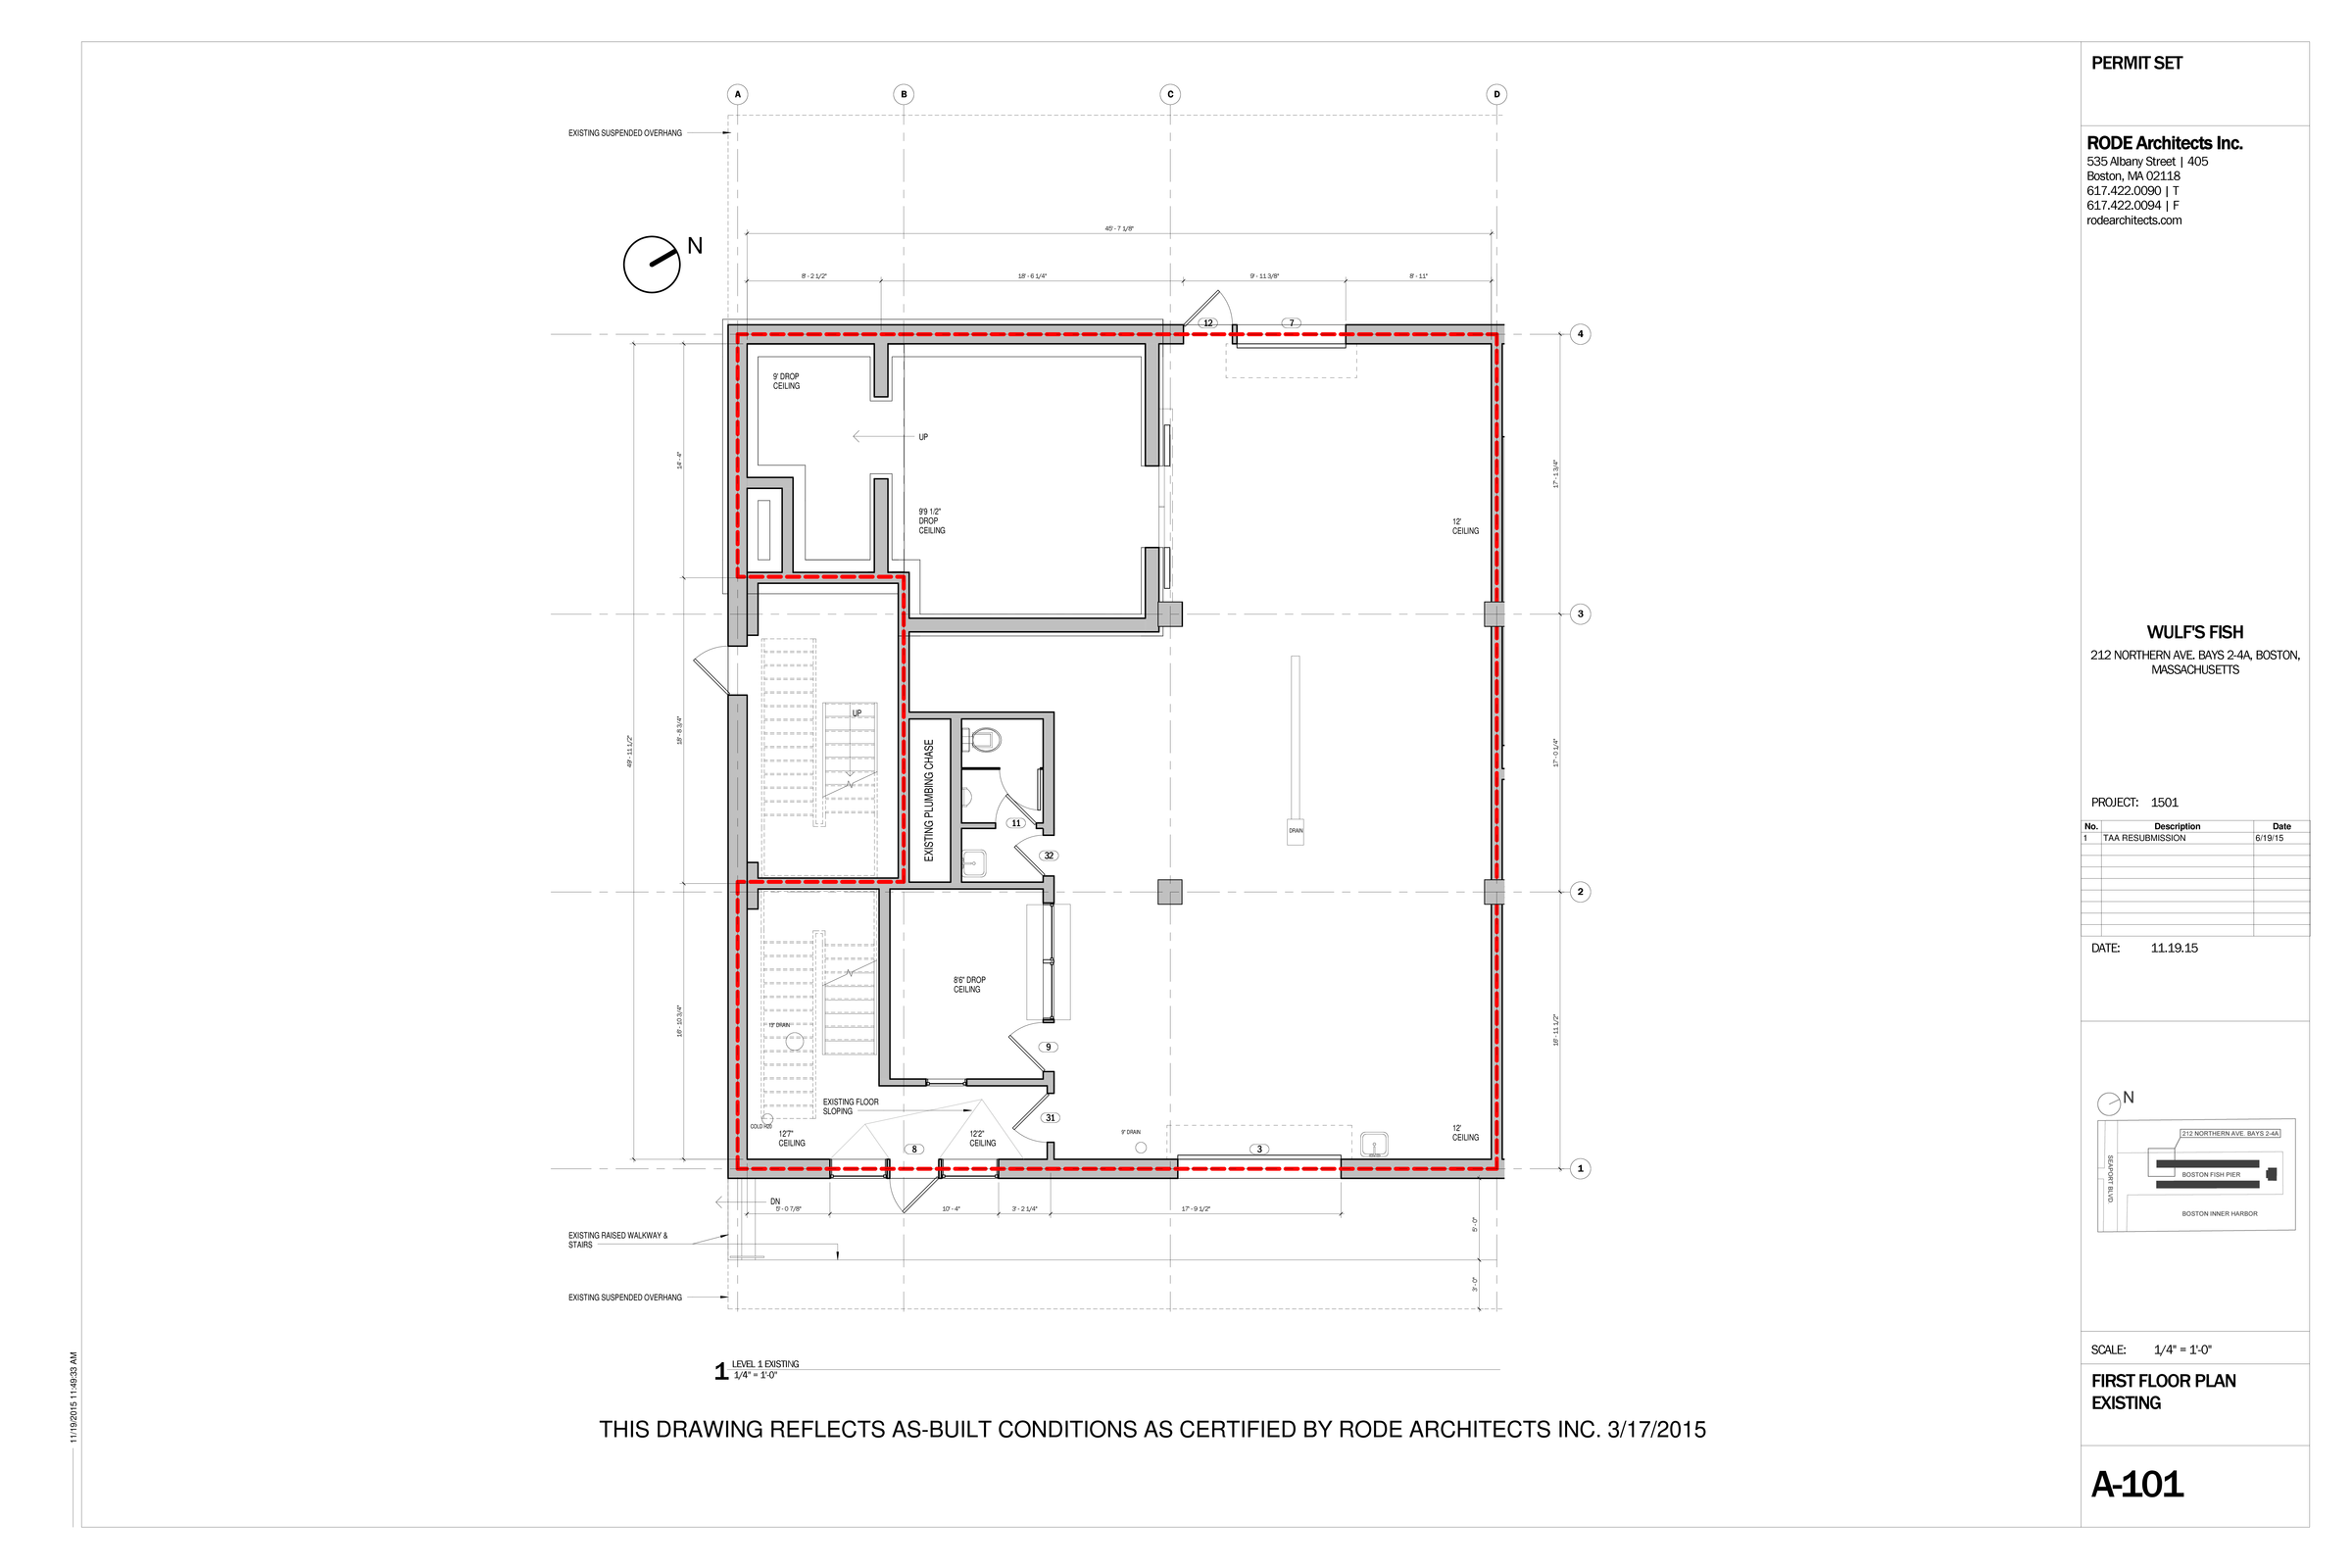 PERMIT SET
RODE Architects Inc.
535 Albany Street | 405
Boston, MA 02118
617.422.0090 | T
617.422.0094 | F
rodearchitects.com
WULF'S FISH
212 NORTHERN AVE. BAYS 2-4A, BOSTON,
MASSACHUSETTS
PROJECT: 1501
No. Description Date
1 TAA RESUBMISSION 6/19/15
DATE: 11.19.15
N
212 NORTHERN AVE. BAYS 2-4A
SEAPORT BLVD.
BOSTON FISH PIER
BOSTON INNER HARBOR
SCALE: 1/4" = 1'-0"
FIRST FLOOR PLAN
EXISTING
A-101
A B C D
EXISTING SUSPENDED OVERHANG
N
45' - 7 1/8"
8' - 2 1/2" 18' - 6 1/4" 9' - 11 3/8" 8' - 11"
12 7
4
9' DROP
CEILING
UP
14' - 4"
17' - 1 3/4"
9'9 1/2"
DROP
CEILING
12'
CEILING
3
UP
18' - 8 3/4"
49' - 11 1/2"
17' - 0 1/4"
EXISTING PLUMBING CHASE
11
DRAIN
32
2
8'6" DROP
CEILING
13" DRAIN
16' - 10 3/4"
16' - 11 1/2"
9
EXISTING FLOOR
SLOPING
31
COLD H20
12'7"
CEILING
8
12'2"
CEILING
9" DRAIN
3
12'
CEILING
1
DN
5' - 0 7/8" 10' - 4" 3' - 2 1/4" 17' - 9 1/2"
5' - 0"
EXISTING RAISED WALKWAY &
STAIRS
3' - 0"
EXISTING SUSPENDED OVERHANG
1 LEVEL 1 EXISTING
1/4" = 1'-0"
THIS DRAWING REFLECTS AS-BUILT CONDITIONS AS CERTIFIED BY RODE ARCHITECTS INC. 3/17/2015
11/19/2015 11:49:33 AM